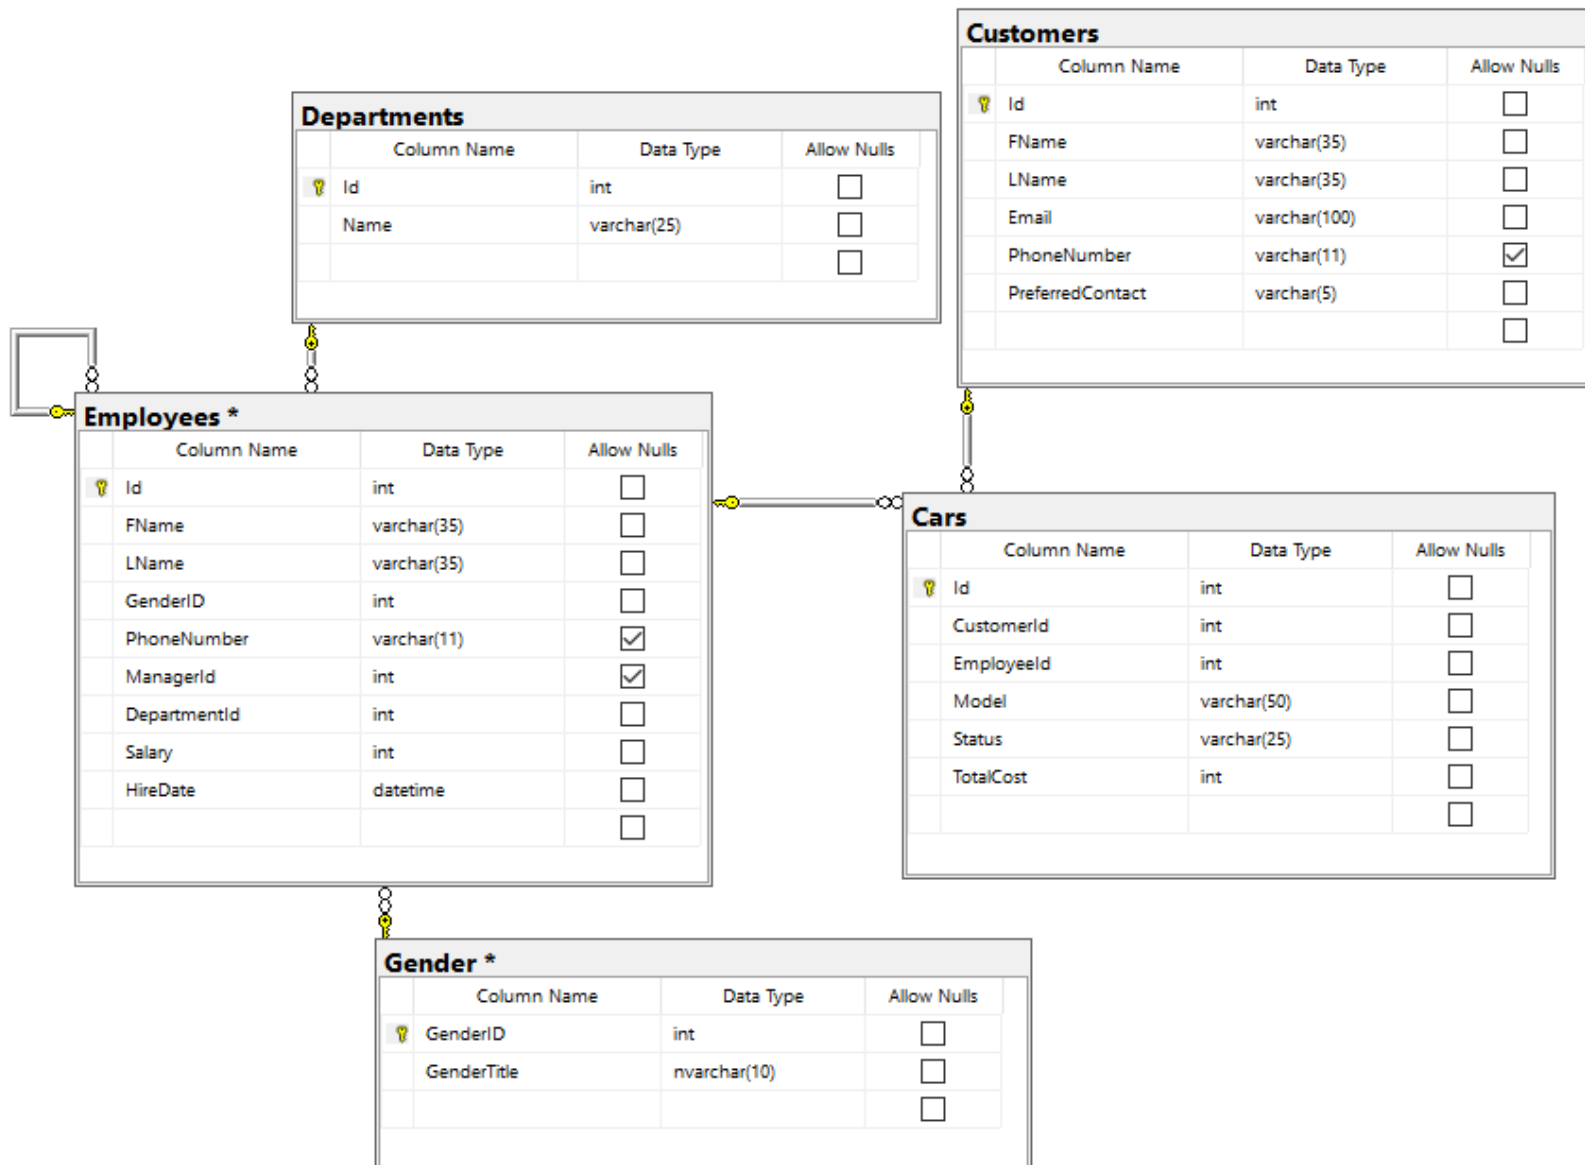 Customers
Column Name Data Type Allow Nulls
Id int
FName varchar(35)
LName varchar(35)
Email varchar(100)
PhoneNumber varchar(11)
PreferredContact varchar(5)
Departments
Column Name Data Type Allow Nulls
Id int
Name varchar(25)
Employees *
Column Name Data Type Allow Nulls
Id int
FName varchar(35)
LName varchar(35)
GenderID int
PhoneNumber varchar(11)
ManagerId int
DepartmentId int
Salary int
HireDate datetime
Cars
Column Name Data Type Allow Nulls
Id int
CustomerId int
EmployeeId int
Model varchar(50)
Status varchar(25)
TotalCost int
Gender *
Column Name Data Type Allow Nulls
GenderID int
GenderTitle nvarchar(10)